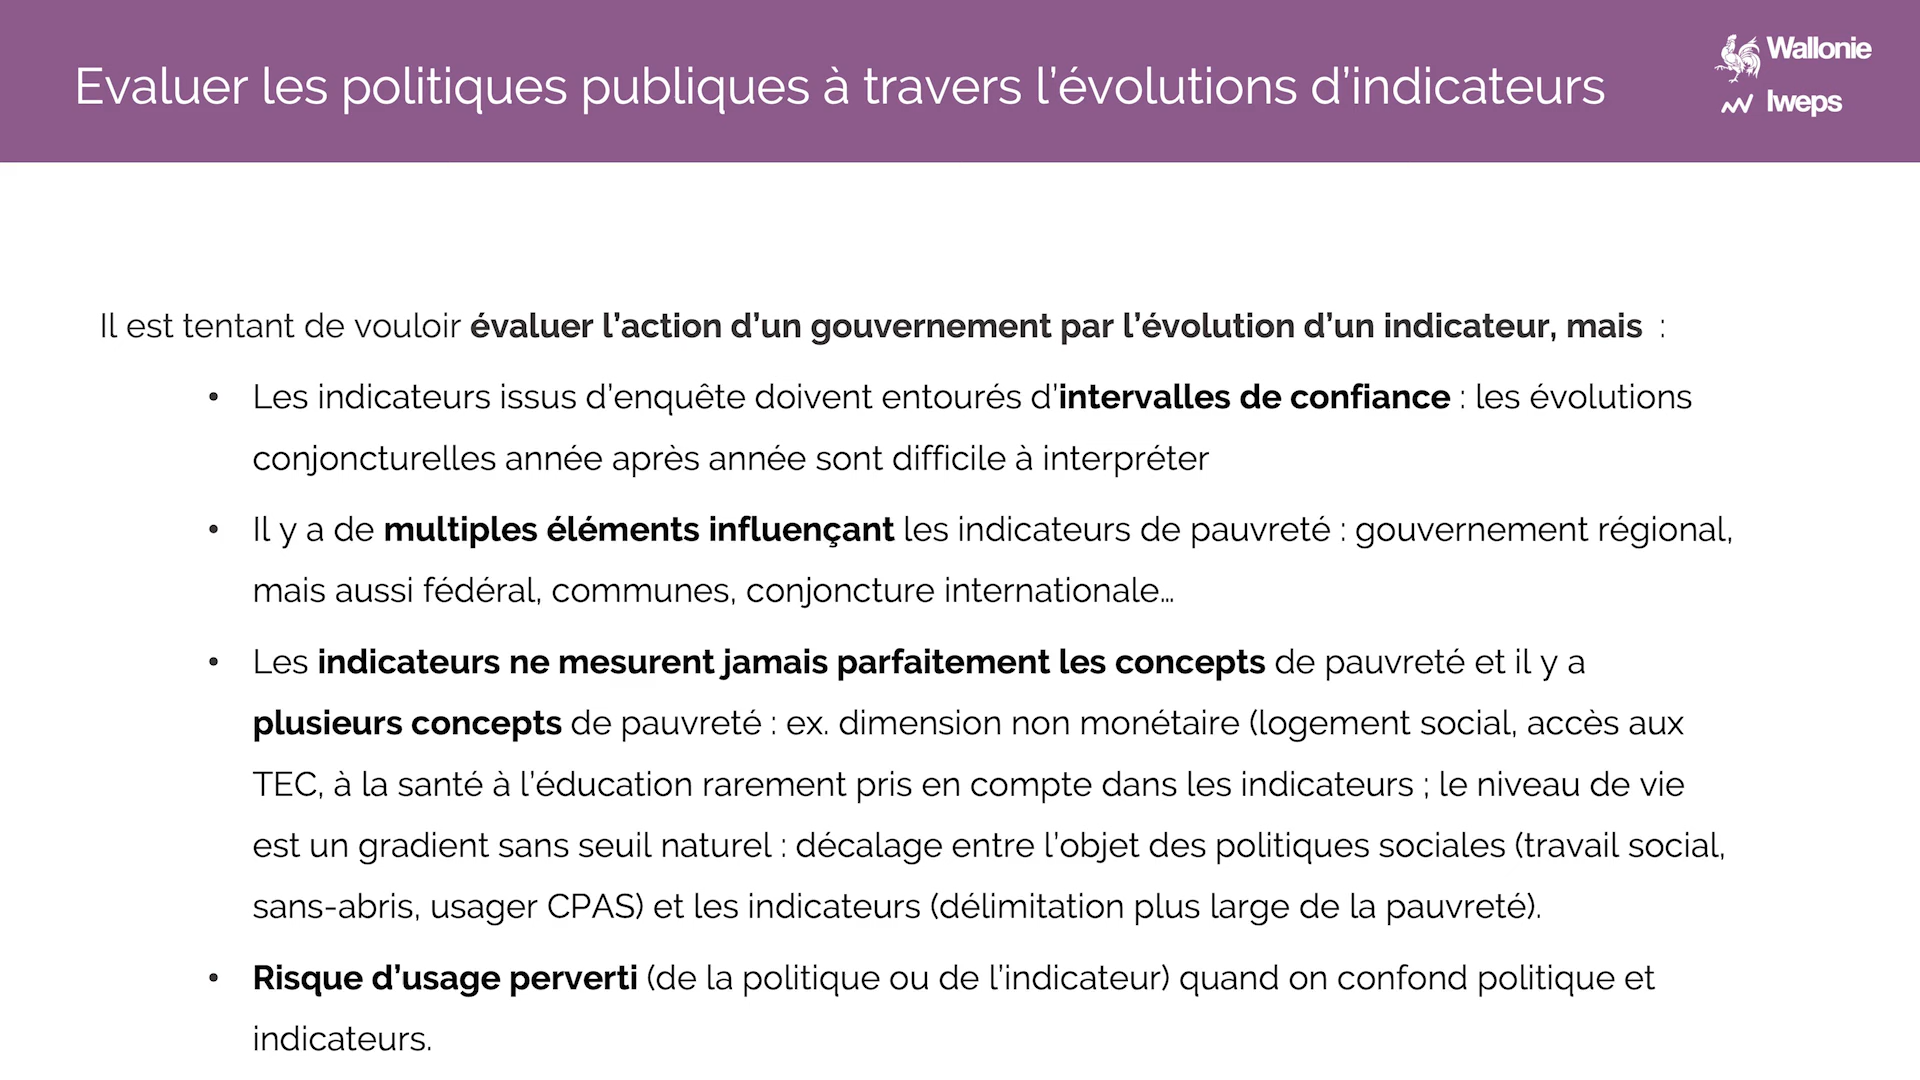 Evaluer les politiques publiques à travers l’évolutions d’indicateurs
Wallonie
Iweps
Il est tentant de vouloir évaluer l’action d’un gouvernement par l’évolution d’un indicateur, mais :
• Les indicateurs issus d’enquête doivent entourés d’intervalles de confiance : les évolutions
conjoncturelles année après année sont difficile à interpréter
• Il y a de multiples éléments influençant les indicateurs de pauvreté : gouvernement régional,
mais aussi fédéral, communes, conjoncture internationale…
• Les indicateurs ne mesurent jamais parfaitement les concepts de pauvreté et il y a
plusieurs concepts de pauvreté : ex. dimension non monétaire (logement social, accès aux
TEC, à la santé à l’éducation rarement pris en compte dans les indicateurs ; le niveau de vie
est un gradient sans seuil naturel : décalage entre l’objet des politiques sociales (travail social,
sans-abris, usager CPAS) et les indicateurs (délimitation plus large de la pauvreté).
• Risque d’usage perverti (de la politique ou de l’indicateur) quand on confond politique et
indicateurs.